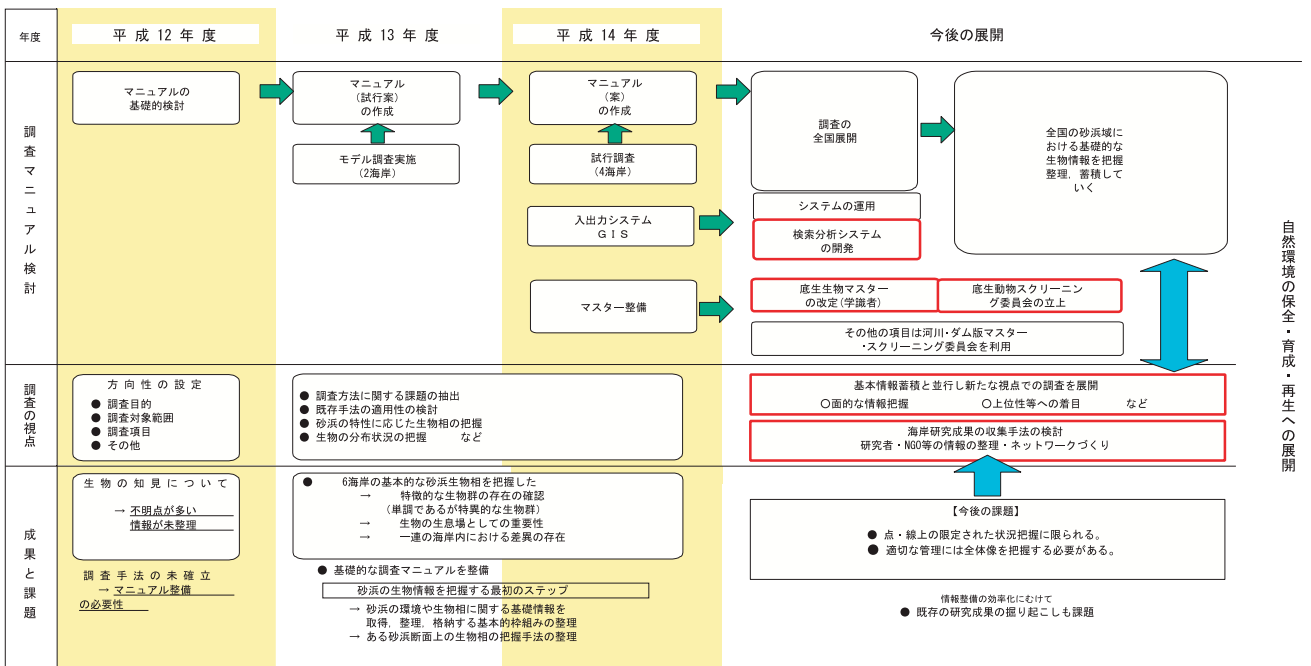 年度
平成12年度
平成13年度
平成14年度
今後の展開
調査マニュアル検討
マニュアルの
基礎的検討
マニュアル
(試行案)
の作成
モデル調査実施
(2海岸)
マニュアル
(案)
の作成
試行調査
(4海岸)
入出力システム
GIS
マスター整備
調査の
全国展開
システムの運用
検索分析システム
の開発
全国の砂浜域に
おける基礎的な
生物情報を把握
整理，蓄積して
いく
底生生物マスター
の改定(学識者)
底生動物スクリーニン
グ委員会の立上
その他の項目は河川・ダム版マスター
・スクリーニング委員会を利用
調査の視点
方向性の設定
● 調査目的
● 調査対象範囲
● 調査項目
● その他
● 調査方法に関する課題の抽出
● 既存手法の適用性の検討
● 砂浜の特性に応じた生物相の把握
● 生物の分布状況の把握　など
基本情報蓄積と並行し新たな視点での調査を展開
○面的な情報把握　○上位性等への着目　など
海岸研究成果の収集手法の検討
研究者・NGO等の情報の整理・ネットワークづくり
成果と課題
生物の知見について
→ 不明点が多い
情報が未整理
調査手法の未確立
→ マニュアル整備
の必要性
● 6海岸の基本的な砂浜生物相を把握した
→ 特徴的な生物群の存在の確認
(単調であるが特異的な生物群)
→ 生物の生息場としての重要性
→ 一連の海岸内における差異の存在
● 基礎的な調査マニュアルを整備
砂浜の生物情報を把握する最初のステップ
→ 砂浜の環境や生物相に関する基礎情報を
取得，整理，格納する基本的枠組みの整理
→ ある砂浜断面上の生物相の把握手法の整理
【今後の課題】
● 点・線上の限定された状況把握に限られる。
● 適切な管理には全体像を把握する必要がある。
情報整備の効率化にむけて
● 既存の研究成果の掘り起こしも課題
自然環境の保全・育成・再生への展開